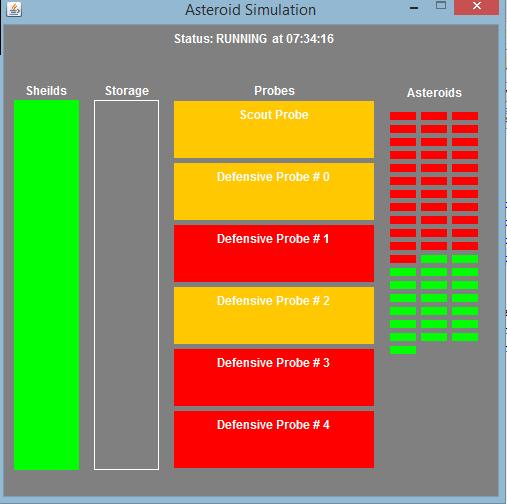 Asteroid Simulation
Status: RUNNING at 07:34:16
Sheilds
Storage
Probes
Asteroids
Scout Probe
Defensive Probe # 0
Defensive Probe # 1
Defensive Probe # 2
Defensive Probe # 3
Defensive Probe # 4